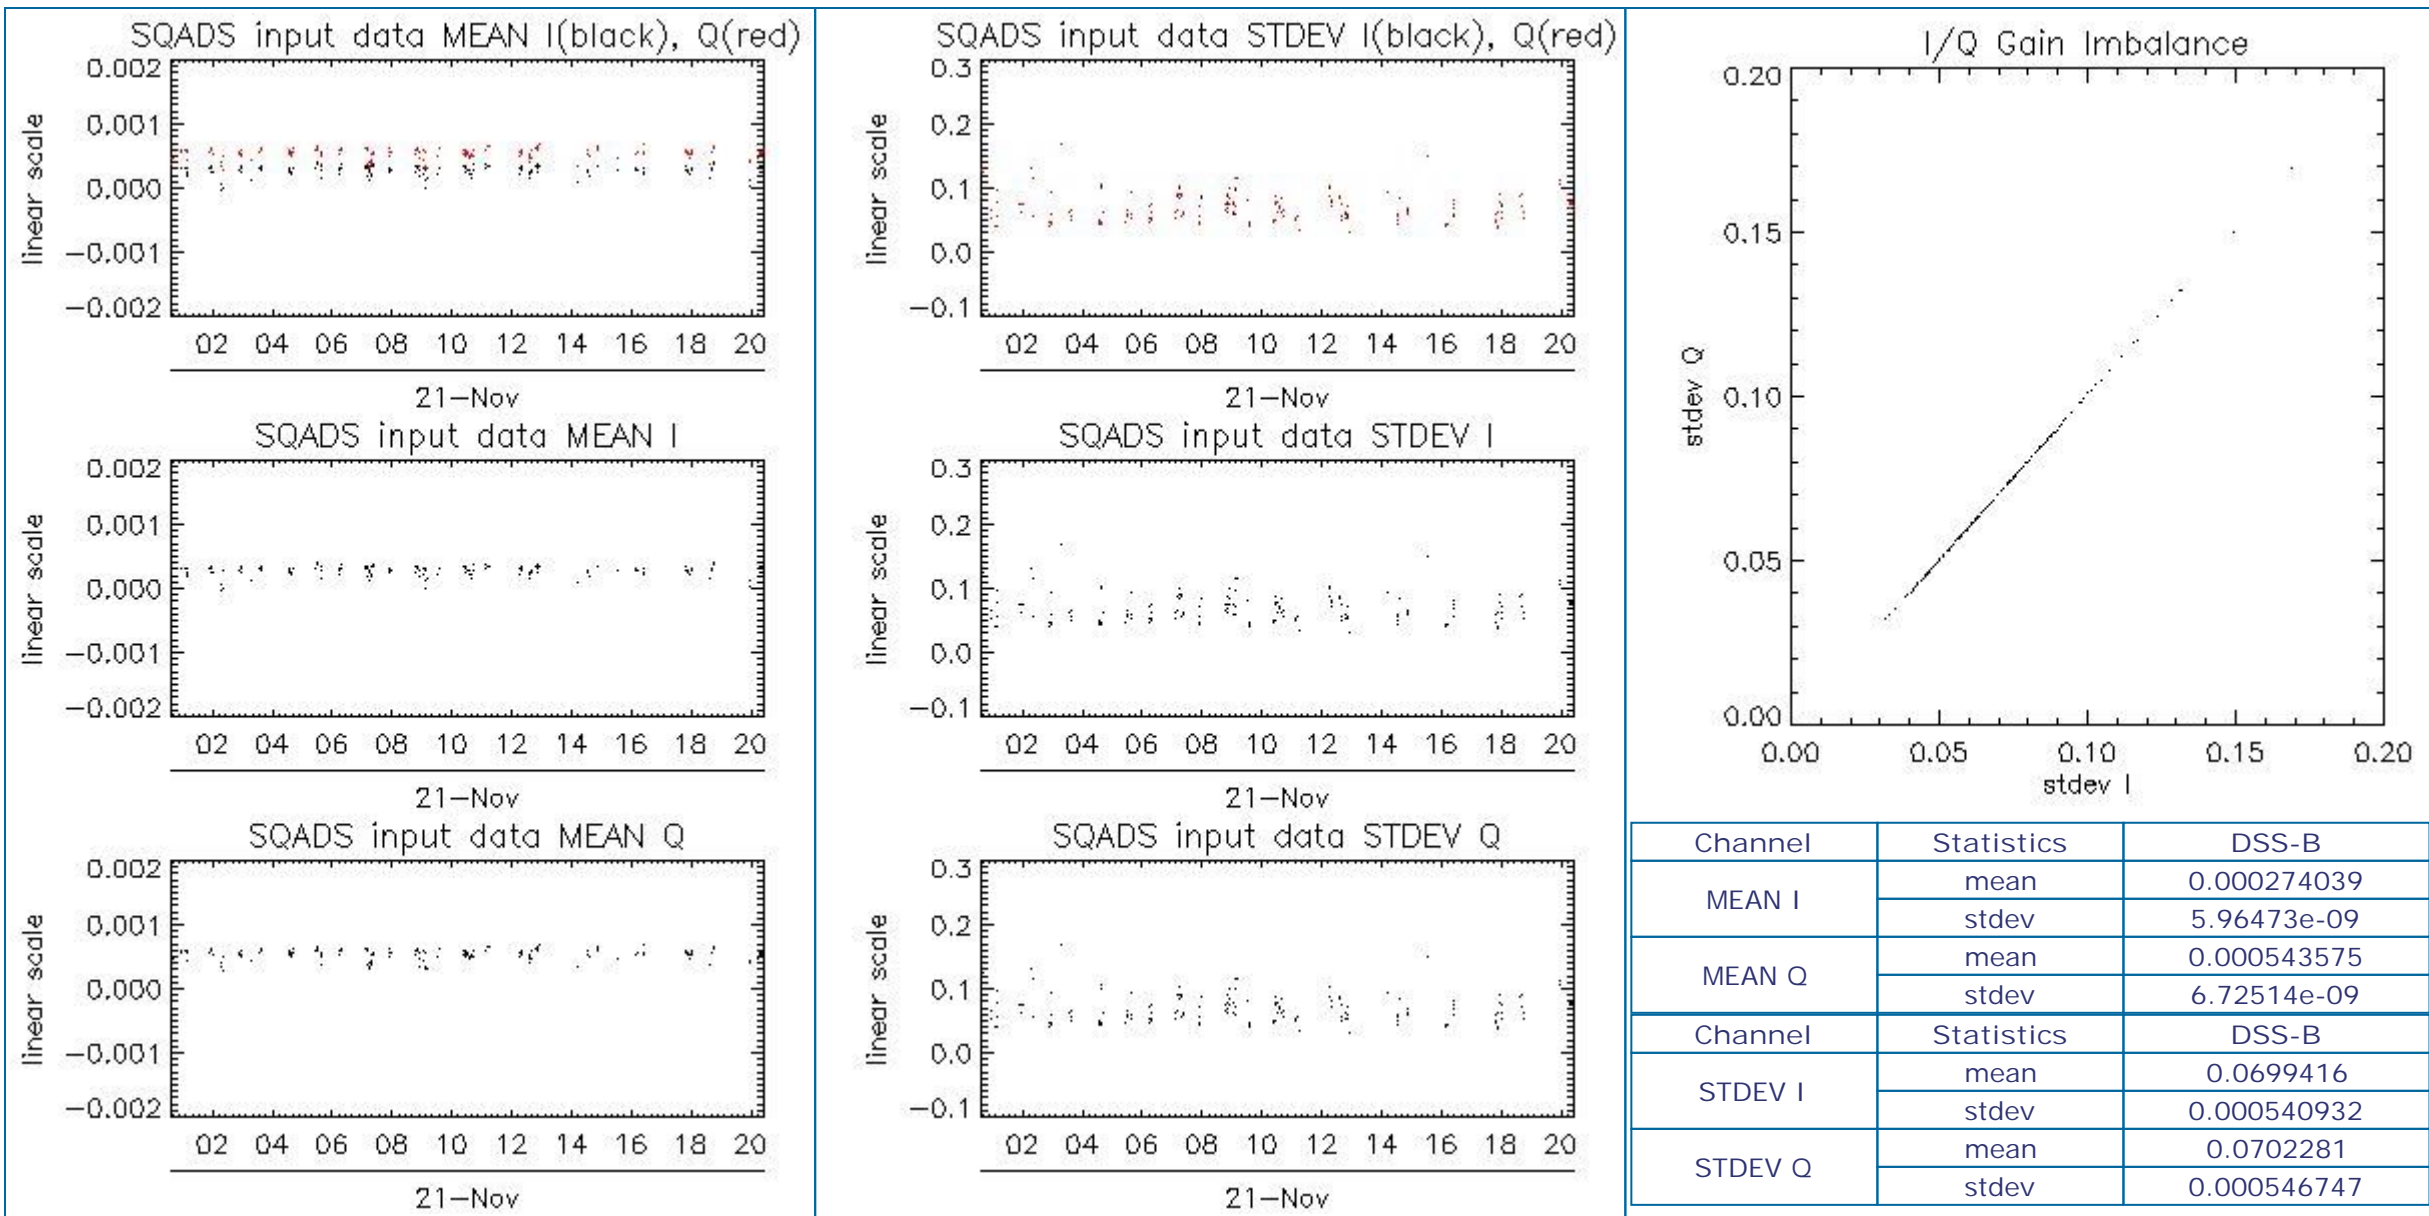 SQADS input data MEAN I(black), Q(red)
0.002
0.001
0.000
−0.001
−0.002
linear scale
02 04 06 08 10 12 14 16 18 20
21−Nov
SQADS input data MEAN I
0.002
0.001
0.000
−0.001
−0.002
linear scale
02 04 06 08 10 12 14 16 18 20
21−Nov
SQADS input data MEAN Q
0.002
0.001
0.000
−0.001
−0.002
linear scale
02 04 06 08 10 12 14 16 18 20
21−Nov
SQADS input data STDEV I(black), Q(red)
0.3
0.2
0.1
0.0
−0.1
linear scale
02 04 06 08 10 12 14 16 18 20
21−Nov
SQADS input data STDEV I
0.3
0.2
0.1
0.0
−0.1
linear scale
02 04 06 08 10 12 14 16 18 20
21−Nov
SQADS input data STDEV Q
0.3
0.2
0.1
0.0
−0.1
linear scale
02 04 06 08 10 12 14 16 18 20
21−Nov
I/Q Gain Imbalance
0.20
0.15
0.10
0.05
0.00
stdev Q
0.00 0.05 0.10 0.15 0.20
stdev I
Channel Statistics DSS-B
MEAN I mean 0.000274039
stdev 5.96473e-09
MEAN Q mean 0.000543575
stdev 6.72514e-09
Channel Statistics DSS-B
STDEV I mean 0.0699416
stdev 0.000540932
STDEV Q mean 0.0702281
stdev 0.000546747